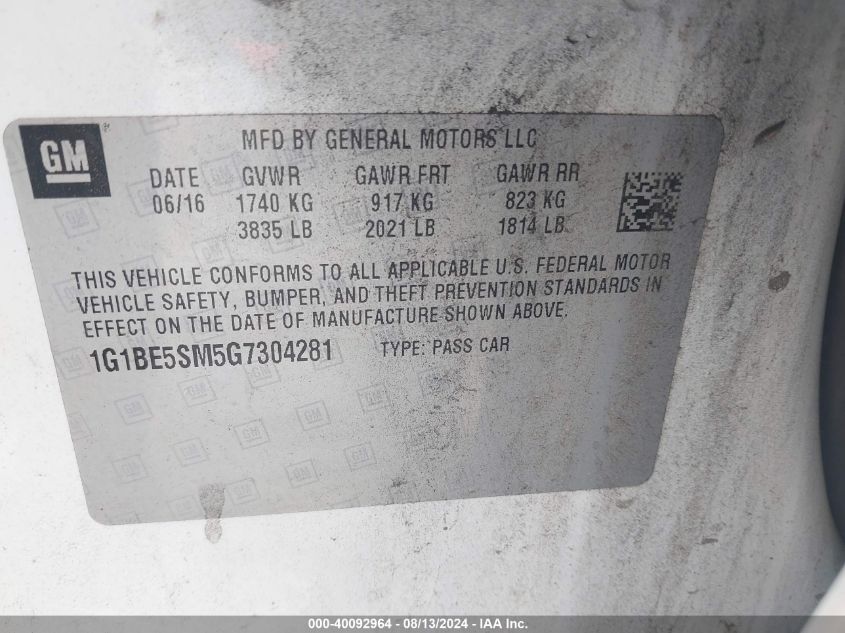 GM ®
MFD BY GENERAL MOTORS LLC
DATE GVWR GAWR FRT GAWR RR
06/16 1740 KG 917 KG 823 KG
3835 LB 2021 LB 1814 LB
THIS VEHICLE CONFORMS TO ALL APPLICABLE U.S. FEDERAL MOTOR
VEHICLE SAFETY, BUMPER, AND THEFT PREVENTION STANDARDS IN
EFFECT ON THE DATE OF MANUFACTURE SHOWN ABOVE.
1G1BE5SM5G7304281 TYPE: PASS CAR
000-40092964 - 08/13/2024 - IAA Inc.